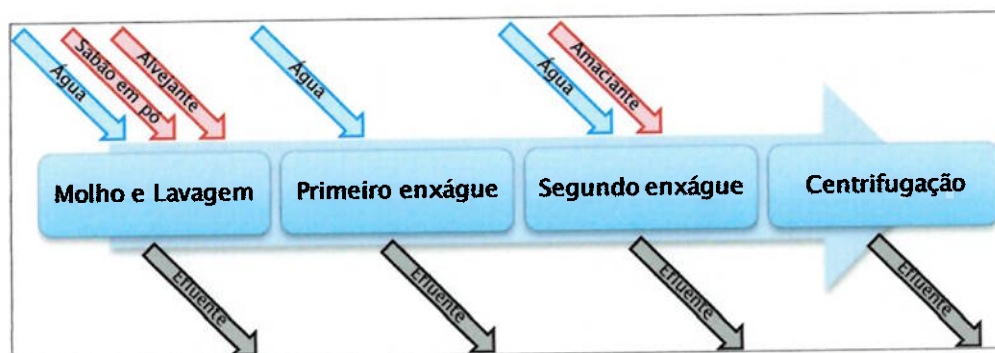 Água
Sabão em pó
Alvejante
Água
Água
Amaciante
Molho e Lavagem
Primeiro enxágue
Segundo enxágue
Centrifugação
Efluente
Efluente
Efluente
Efluente